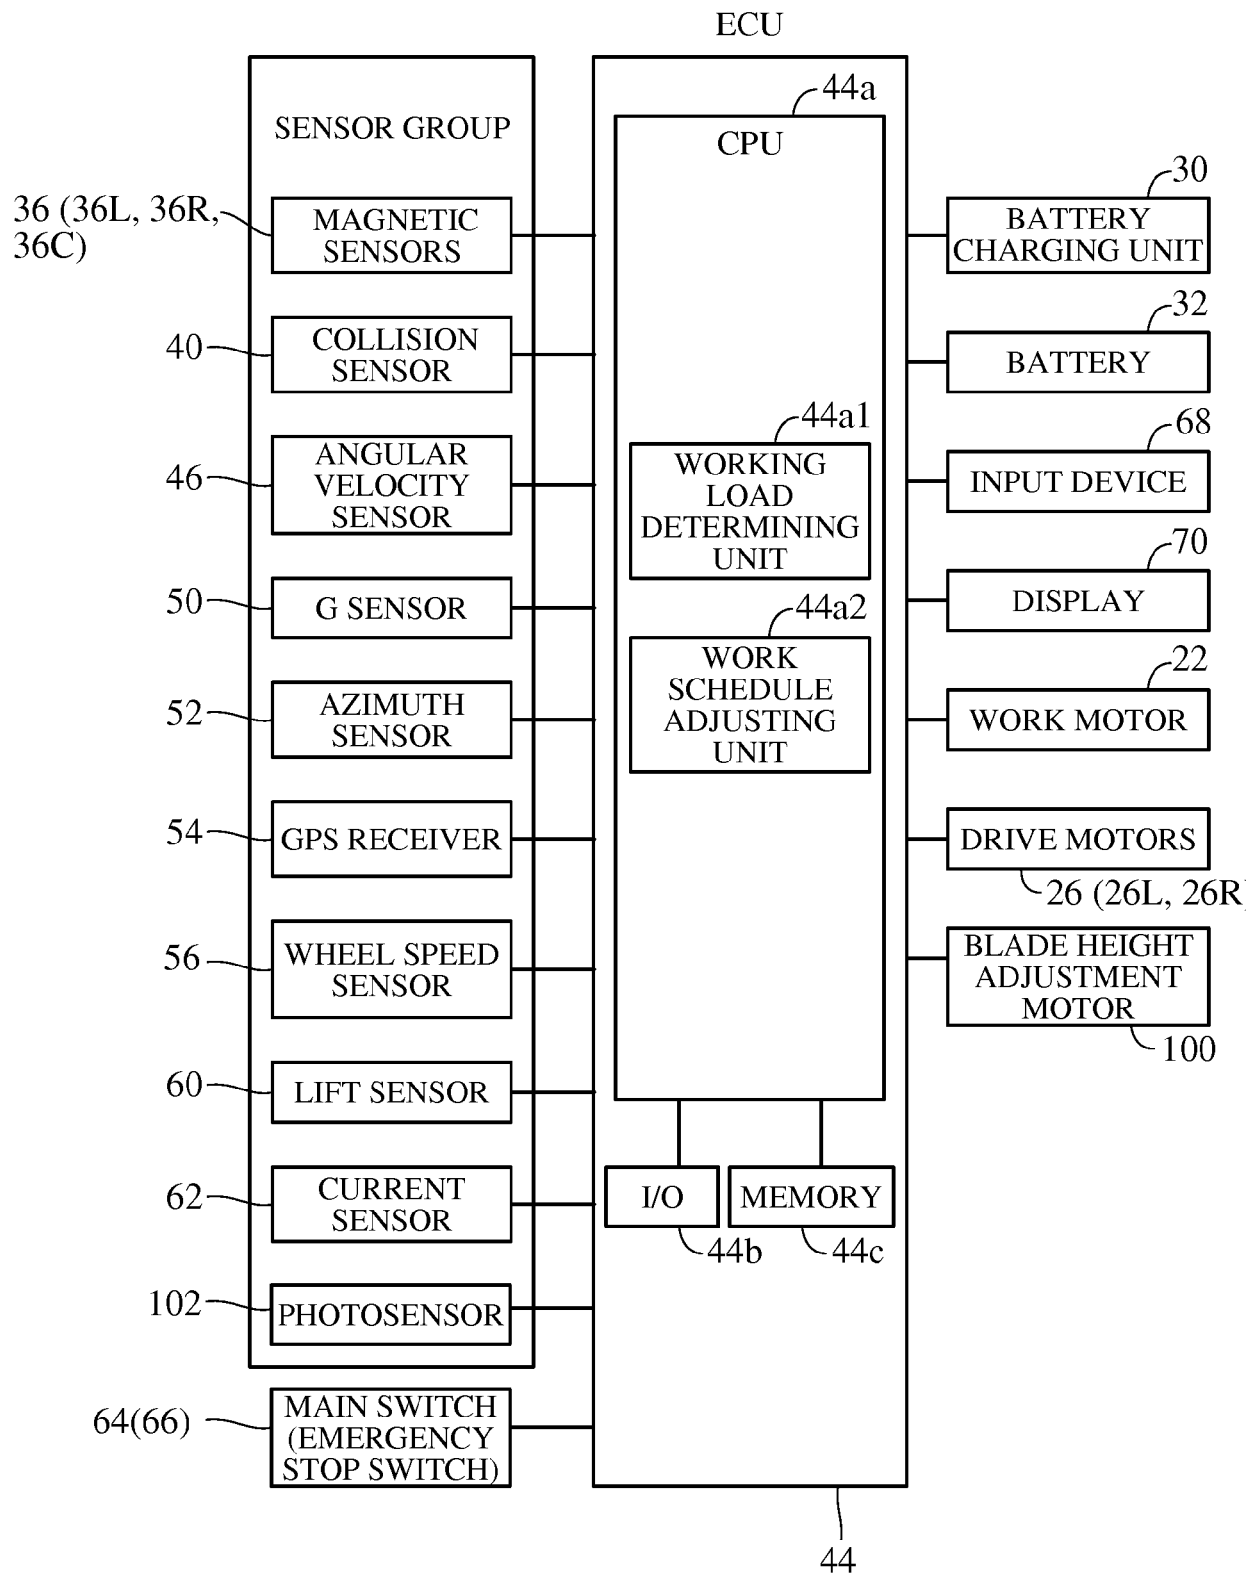 ECU
SENSOR GROUP
36 (36L, 36R,
36C)
MAGNETIC
SENSORS
40
COLLISION
SENSOR
46
ANGULAR
VELOCITY
SENSOR
50
G SENSOR
52
AZIMUTH
SENSOR
54
GPS RECEIVER
56
WHEEL SPEED
SENSOR
60
LIFT SENSOR
62
CURRENT
SENSOR
102
PHOTOSENSOR
64(66)
MAIN SWITCH
(EMERGENCY
STOP SWITCH)
44a
CPU
44a1
WORKING
LOAD
DETERMINING
UNIT
44a2
WORK
SCHEDULE
ADJUSTING
UNIT
I/O
44b
MEMORY
44c
44
30
BATTERY
CHARGING UNIT
32
BATTERY
68
INPUT DEVICE
70
DISPLAY
22
WORK MOTOR
DRIVE MOTORS
26 (26L, 26R)
BLADE HEIGHT
ADJUSTMENT
MOTOR
100